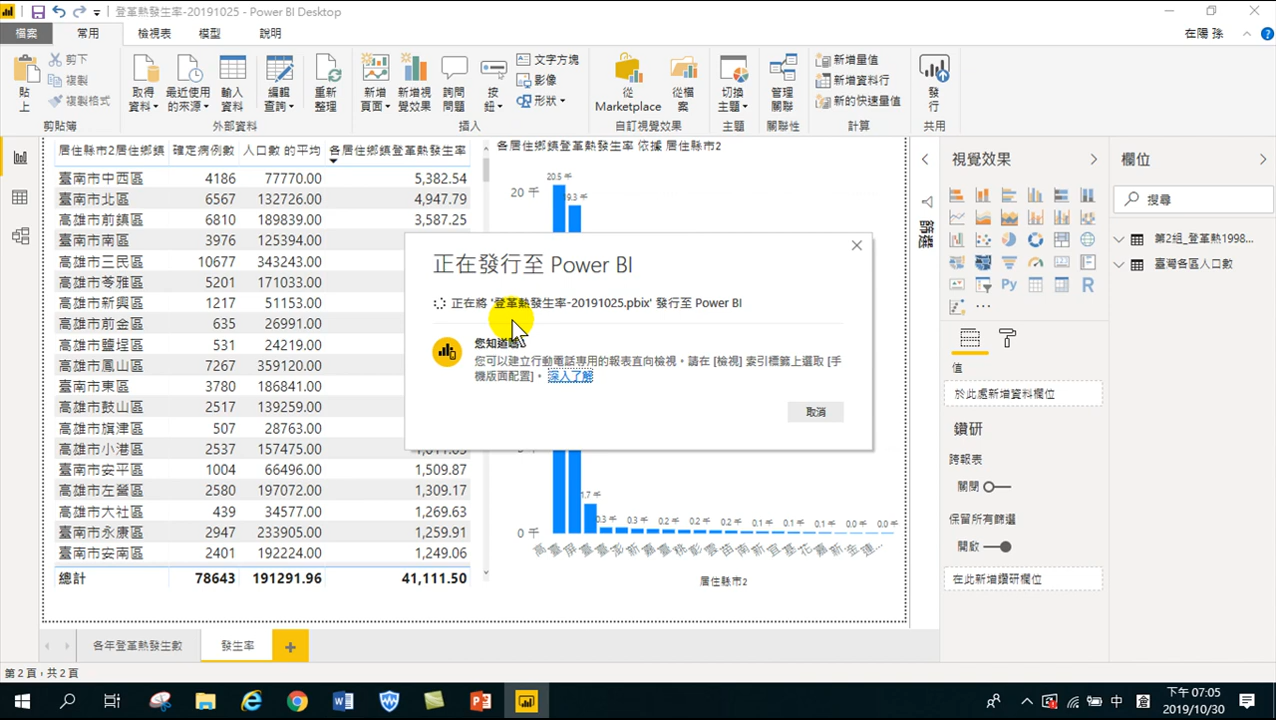 登革熱發生率-20191025 - Power BI Desktop
檔案 常用 檢視表 模型 說明 在陽 孫
貼上 剪下 複製 複製格式 剪貼簿
取得資料 最近使用的來源 輸入資料 編輯查詢 重新整理 外部資料
新增頁面 新增視覺效果 詢問問題 按鈕 文字方塊 影像 形狀 插入
從 Marketplace 從檔案 自訂視覺效果
切換主題 主題
管理關聯 關聯性
新增量值 新增資料行 新的快速量值 計算
發行 共用
居住縣市2居住鄉鎮 確定病例數 人口數 的平均 各居住鄉鎮登革熱發生率
臺南市中西區 4186 77770.00 5,382.54
臺南市北區 6567 132726.00 4,947.79
高雄市前鎮區 6810 189839.00 3,587.25
臺南市南區 3976 125394.00
高雄市三民區 10677 343243.00
高雄市苓雅區 5201 171033.00
高雄市新興區 1217 51153.00
高雄市前金區 635 26991.00
高雄市鹽埕區 531 24219.00
高雄市鳳山區 7267 359120.00
臺南市東區 3780 186841.00
高雄市鼓山區 2517 139259.00
高雄市旗津區 507 28763.00
高雄市小港區 2537 157475.00
臺南市安平區 1004 66496.00 1,509.87
高雄市左營區 2580 197072.00 1,309.17
高雄市大社區 439 34577.00 1,269.63
臺南市永康區 2947 233905.00 1,259.91
臺南市安南區 2401 192224.00 1,249.06
總計 78643 191291.96 41,111.50
各居住鄉鎮登革熱發生率 依據 居住縣市2
20 千
20.5 千
19.3 千
1.7 千 0.3 千 0.3 千 0.2 千 0.2 千 0.2 千 0.1 千 0.1 千 0.1 千 0.0 千 0.0 千
0 千
居住縣市2
正在發行至 Power BI
正在將 '登革熱發生率-20191025.pbix' 發行至 Power BI
您知道嗎
您可以建立行動電話專用的報表直向檢視。請在 [檢視] 索引標籤上選取 [手
機版面配置]。 深入了解
取消
篩選
視覺效果
Py R
值
於此處新增資料欄位
鑽研
跨報表
關閉
保留所有篩選
開啟
在此新增鑽研欄位
欄位
搜尋
第2組_登革熱1998...
臺灣各區人口數
各年登革熱發生數 發生率
第 2 頁，共 2 頁
中
下午 07:05
2019/10/30